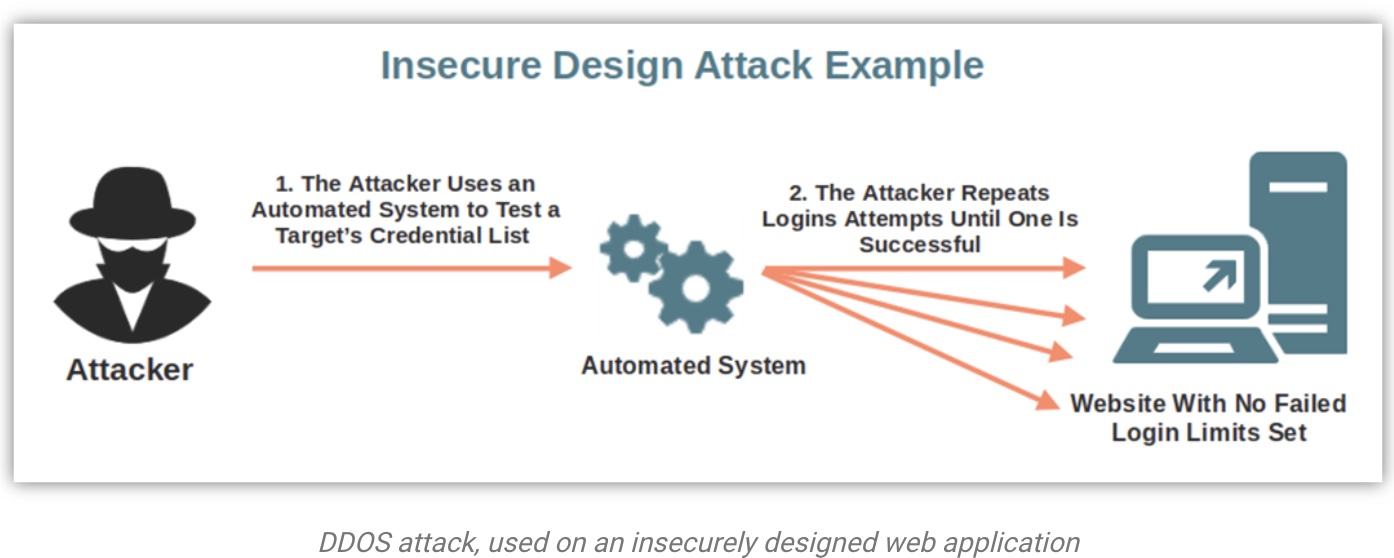 Insecure Design Attack Example
1. The Attacker Uses an
Automated System to Test a
Target's Credential List
2. The Attacker Repeats
Logins Attempts Until One Is
Successful
Attacker
Automated System
Website With No Failed
Login Limits Set
DDOS attack, used on an insecurely designed web application